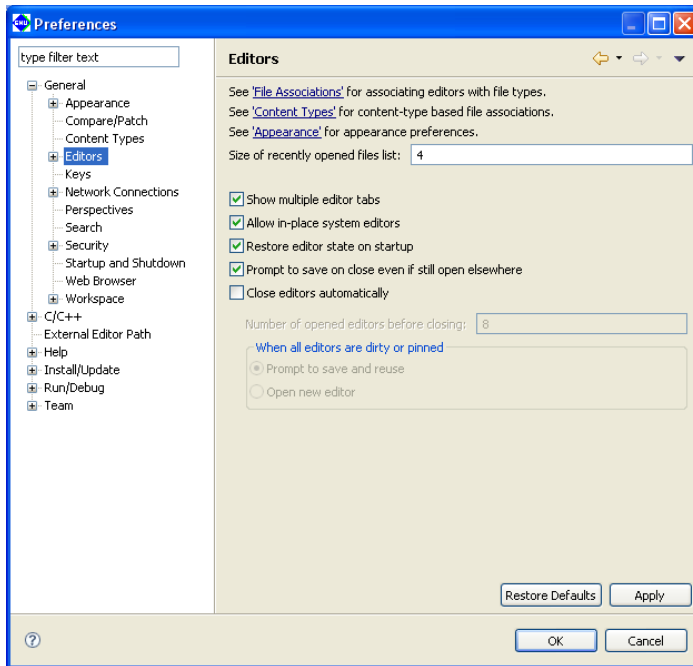 GNU Preferences
type filter text
General
Appearance
Compare/Patch
Content Types
Editors
Keys
Network Connections
Perspectives
Search
Security
Startup and Shutdown
Web Browser
Workspace
C/C++
External Editor Path
Help
Install/Update
Run/Debug
Team
Editors
See 'File Associations' for associating editors with file types.
See 'Content Types' for content-type based file associations.
See 'Appearance' for appearance preferences.
Size of recently opened files list: 4
Show multiple editor tabs
Allow in-place system editors
Restore editor state on startup
Prompt to save on close even if still open elsewhere
Close editors automatically
Number of opened editors before closing: 8
When all editors are dirty or pinned
Prompt to save and reuse
Open new editor
Restore Defaults Apply
? OK Cancel